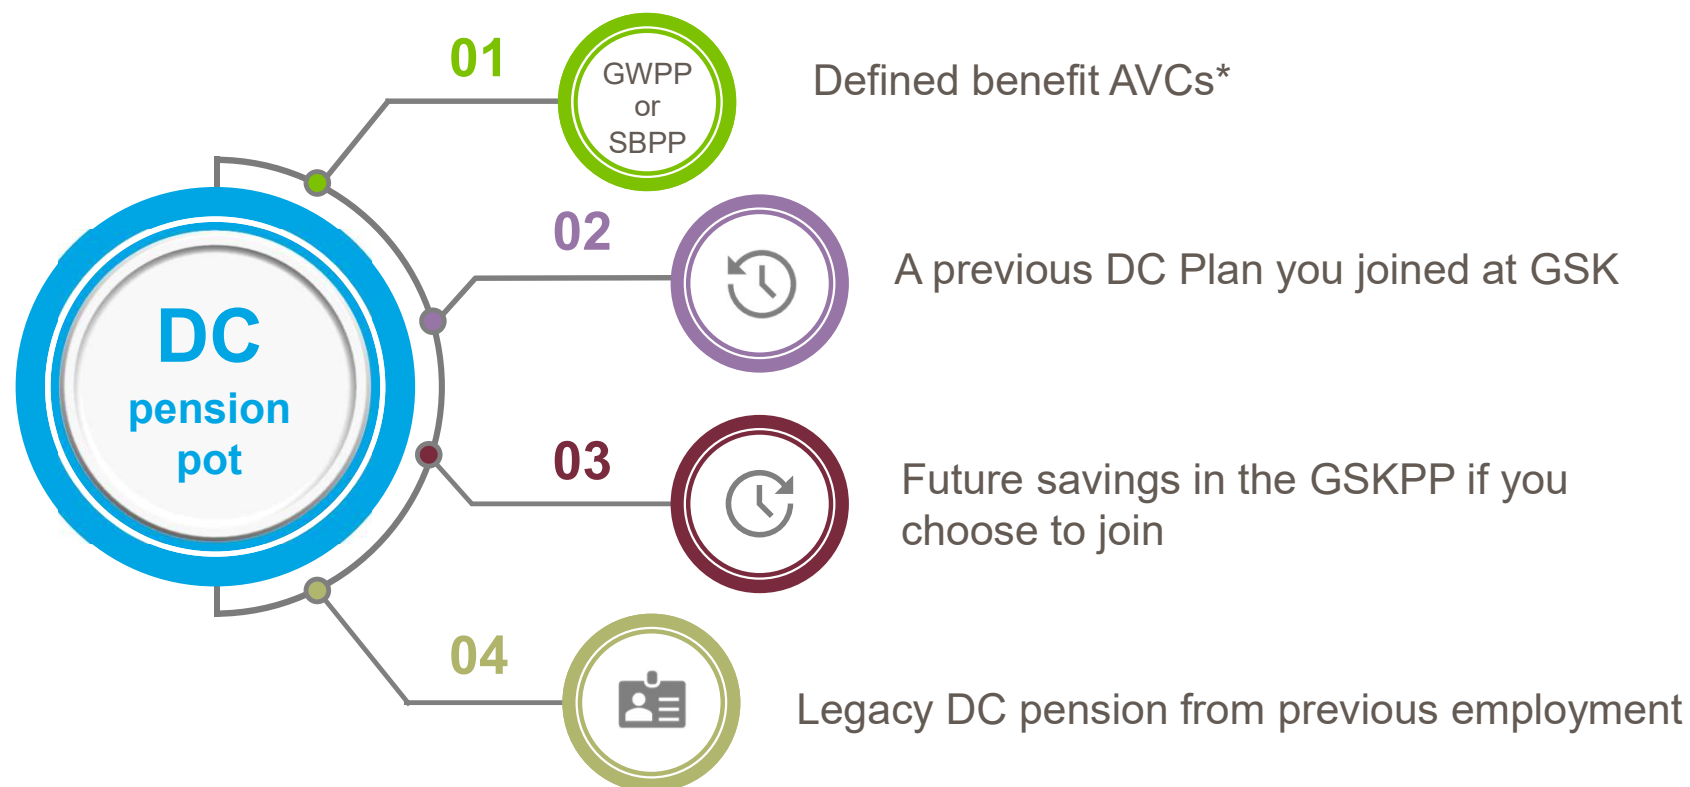 01
GWPP
or
SBPP
Defined benefit AVCs*
02
A previous DC Plan you joined at GSK
DC
pension
pot
03
Future savings in the GSKPP if you
choose to join
04
Legacy DC pension from previous employment